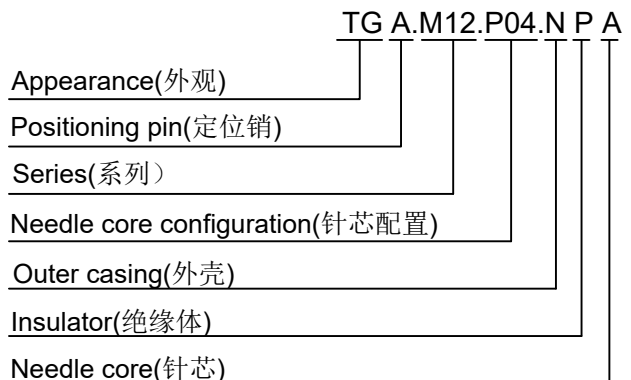 TG A.M12.P04.N P A
Appearance(外观)
Positioning pin(定位销)
Series(系列）
Needle core configuration(针芯配置)
Outer casing(外壳)
Insulator(绝缘体)
Needle core(针芯)